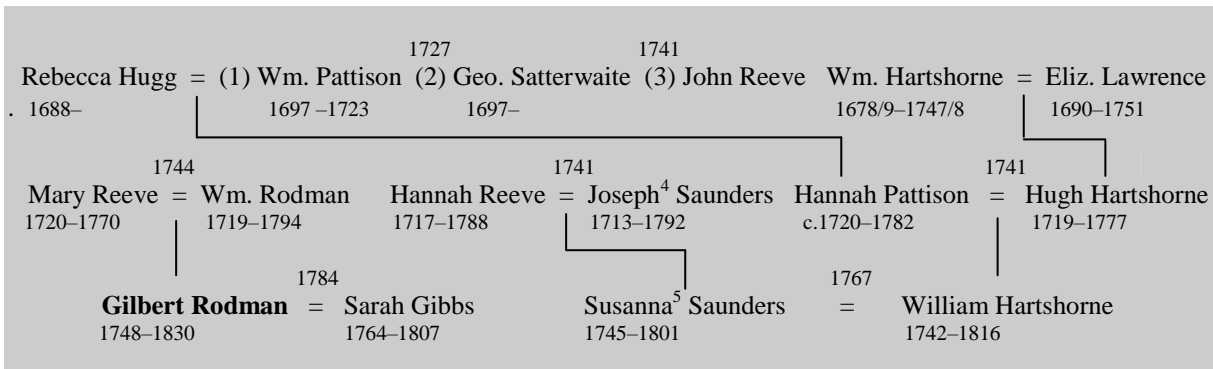 1727 1741
Rebecca Hugg = (1) Wm. Pattison (2) Geo. Satterwaite (3) John Reeve Wm. Hartshorne = Eliz. Lawrence
. 1688– 1697 –1723 1697– 1678/9–1747/8 1690–1751
1744 1741 1741
Mary Reeve = Wm. Rodman Hannah Reeve = Joseph⁴ Saunders Hannah Pattison = Hugh Hartshorne
1720–1770 1719–1794 1717–1788 1713–1792 c.1720–1782 1719–1777
1784 1767
Gilbert Rodman = Sarah Gibbs Susanna⁵ Saunders = William Hartshorne
1748–1830 1764–1807 1745–1801 1742–1816